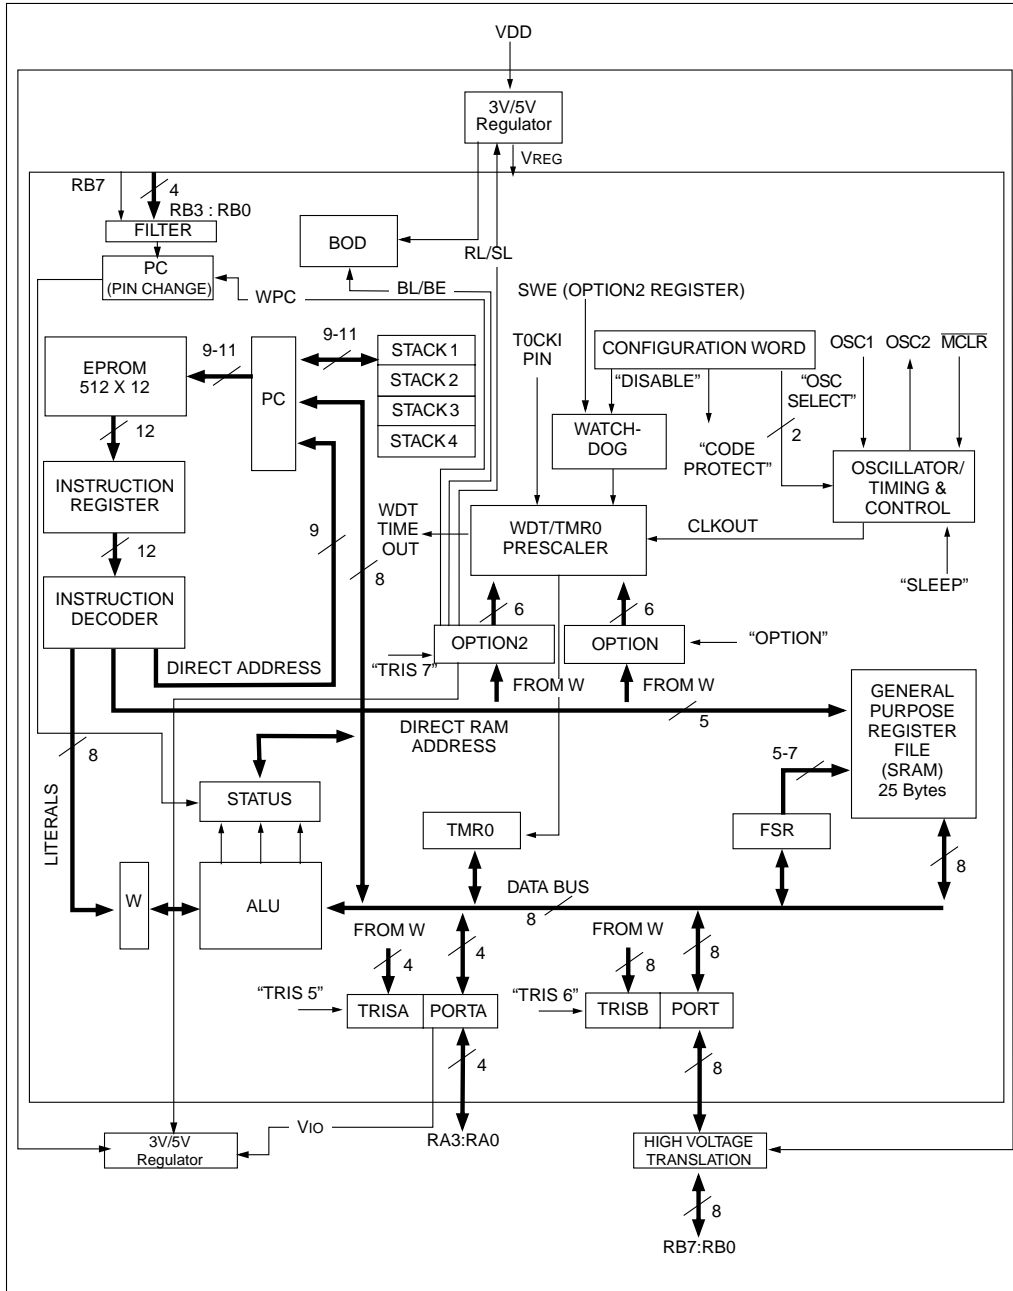 VDD
3V/5V
Regulator
VREG
RB7
4
RB3 : RB0
FILTER
BOD
RL/SL
PC
(PIN CHANGE)
WPC
BL/BE
SWE (OPTION2 REGISTER)
9-11
9-11
EPROM
512 X 12
PC
STACK 1
STACK 2
STACK 3
STACK 4
T0CKI
PIN
CONFIGURATION WORD
OSC1
OSC2
MCLR
“DISABLE”
“OSC
SELECT”
WATCH-
DOG
“CODE
PROTECT”
2
12
INSTRUCTION
REGISTER
OSCILLATOR/
TIMING &
CONTROL
WDT
TIME
OUT
WDT/TMR0
PRESCALER
CLKOUT
9
8
12
“SLEEP”
INSTRUCTION
DECODER
6
6
OPTION2
OPTION
“OPTION”
“TRIS 7”
DIRECT ADDRESS
FROM W
FROM W
5
DIRECT RAM
ADDRESS
GENERAL
PURPOSE
REGISTER
FILE
(SRAM)
25 Bytes
8
LITERALS
5-7
STATUS
TMR0
FSR
8
W
ALU
DATA BUS
8
FROM W
4
4
FROM W
8
8
“TRIS 5”
TRISA
PORTA
“TRIS 6”
TRISB
PORT
4
8
VIO
RA3:RA0
3V/5V
Regulator
HIGH VOLTAGE
TRANSLATION
8
RB7:RB0